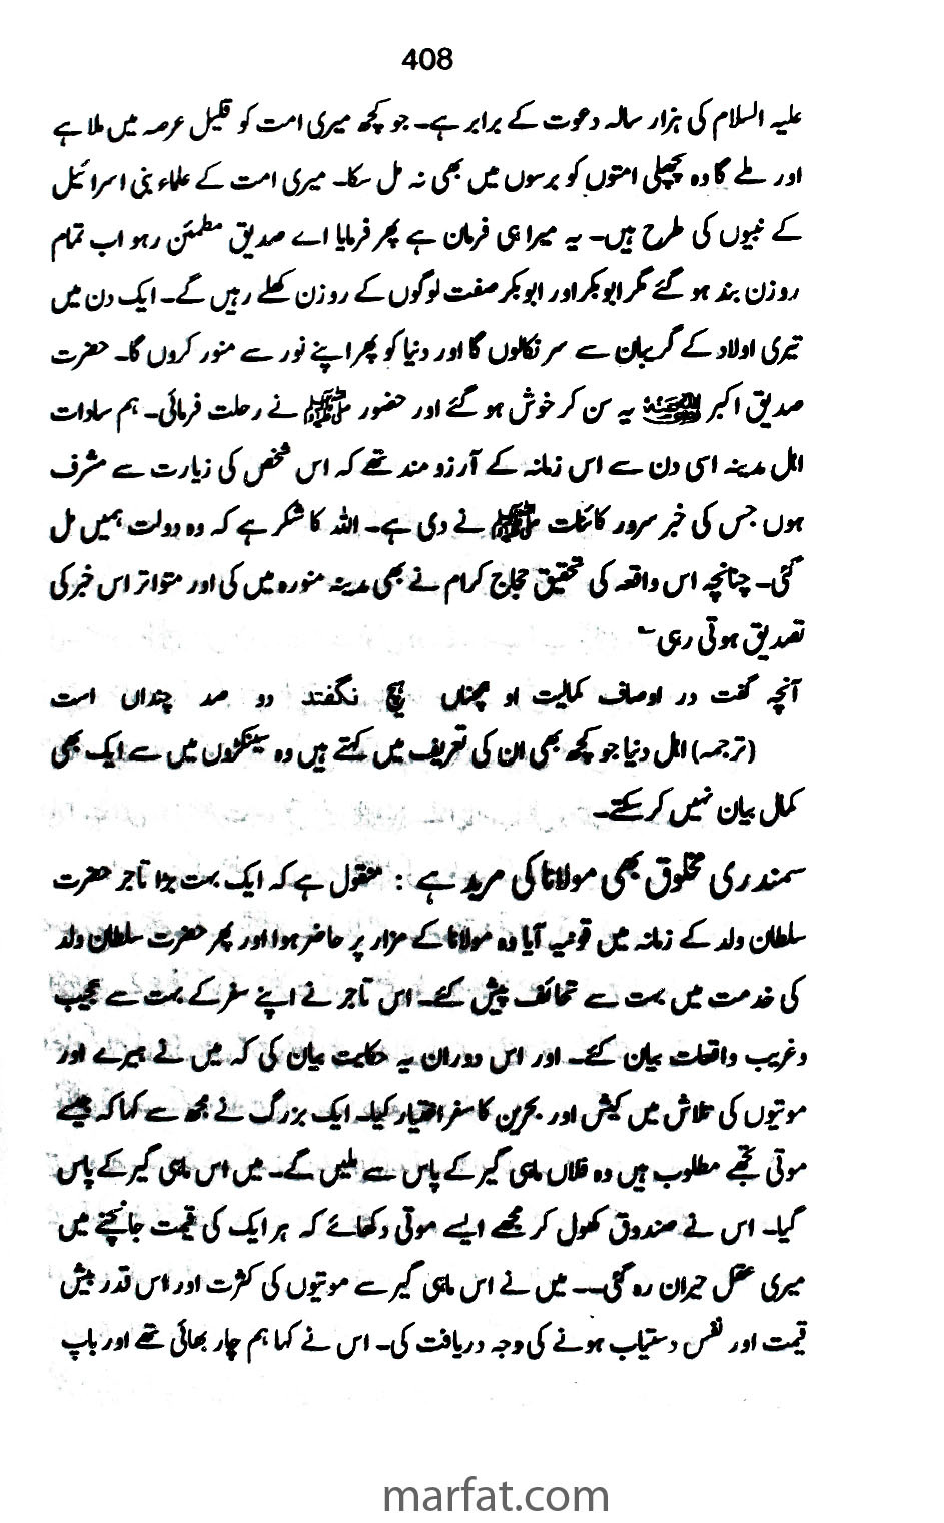 408
علیہ السلام کی ہزار سالہ دعوت کے برابر ہے۔ جو کچھ میری امت کو قلیل عرصہ میں ملا ہے
اور ملے گا وہ پچھلی امتوں کو برسوں میں بھی نہ مل سکا۔ میری امت کے علماء بنی اسرائیل
کے نبیوں کی طرح ہیں۔ یہ میرا ہی فرمان ہے پھر فرمایا اے صدیق مطمئن رہو اب تمام
روزن بند ہو گئے مگر ابوبکر اور ابوبکر صفت لوگوں کے روزن کھلے رہیں گے۔ ایک دن میں
تیری اولاد کے گریبان سے سر نکالوں گا اور دنیا کو پھر اپنے نور سے منور کروں گا۔ حضرت
صدیق اکبر رضی اللہ عنہ یہ سن کر خوش ہو گئے اور حضور ﷺ نے رحلت فرمائی۔ ہم سادات
اہل مدینہ اسی دن سے اس زمانہ کے آرزو مند تھے کہ اس شخص کی زیارت سے مشرف
ہوں جس کی خبر سرور کائنات ﷺ نے دی ہے۔ اللہ کا شکر ہے کہ وہ دولت ہمیں مل
گئی۔ چنانچہ اس واقعہ کی تحقیق حجاج کرام نے بھی مدینہ منورہ میں کی اور متواتر اس خبر کی
تصدیق ہوتی رہی ؎
آنچہ گفت در اوصاف کمالیت او ہمچناں ہیچ نگفتند دو صد چنداں است
(ترجمہ) اہل دنیا جو کچھ بھی ان کی تعریف میں کہتے ہیں وہ سینکڑوں میں سے ایک بھی
کمال بیان نہیں کر سکتے۔
سمندری مخلوق بھی مولانا کی مرید ہے : منقول ہے کہ ایک بہت بڑا تاجر حضرت
سلطان ولد کے زمانہ میں قونیہ آیا وہ مولانا کے مزار پر حاضر ہوا اور پھر حضرت سلطان ولد
کی خدمت میں بہت سے تحائف پیش کئے۔ اس تاجر نے اپنے سفر کے بہت سے عجیب
و غریب واقعات بیان کئے۔ اور اس دوران یہ حکایت بیان کی کہ میں نے ہیرے اور
موتیوں کی تلاش میں کیش اور بحرین کا سفر اختیار کیا۔ ایک بزرگ نے مجھ سے کہا کہ جیسے
موتی تجھے مطلوب ہیں وہ فلاں ماہی گیر کے پاس سے ملیں گے۔ میں اس ماہی گیر کے پاس
گیا۔ اس نے صندوق کھول کر مجھے ایسے موتی دکھائے کہ ہر ایک کی قیمت جانچنے میں
میری عقل حیران رہ گئی۔۔ میں نے اس ماہی گیر سے موتیوں کی کثرت اور اس قدر بیش
قیمت اور نفس دستیاب ہونے کی وجہ دریافت کی۔ اس نے کہا ہم چار بھائی تھے اور باپ
marfat.com